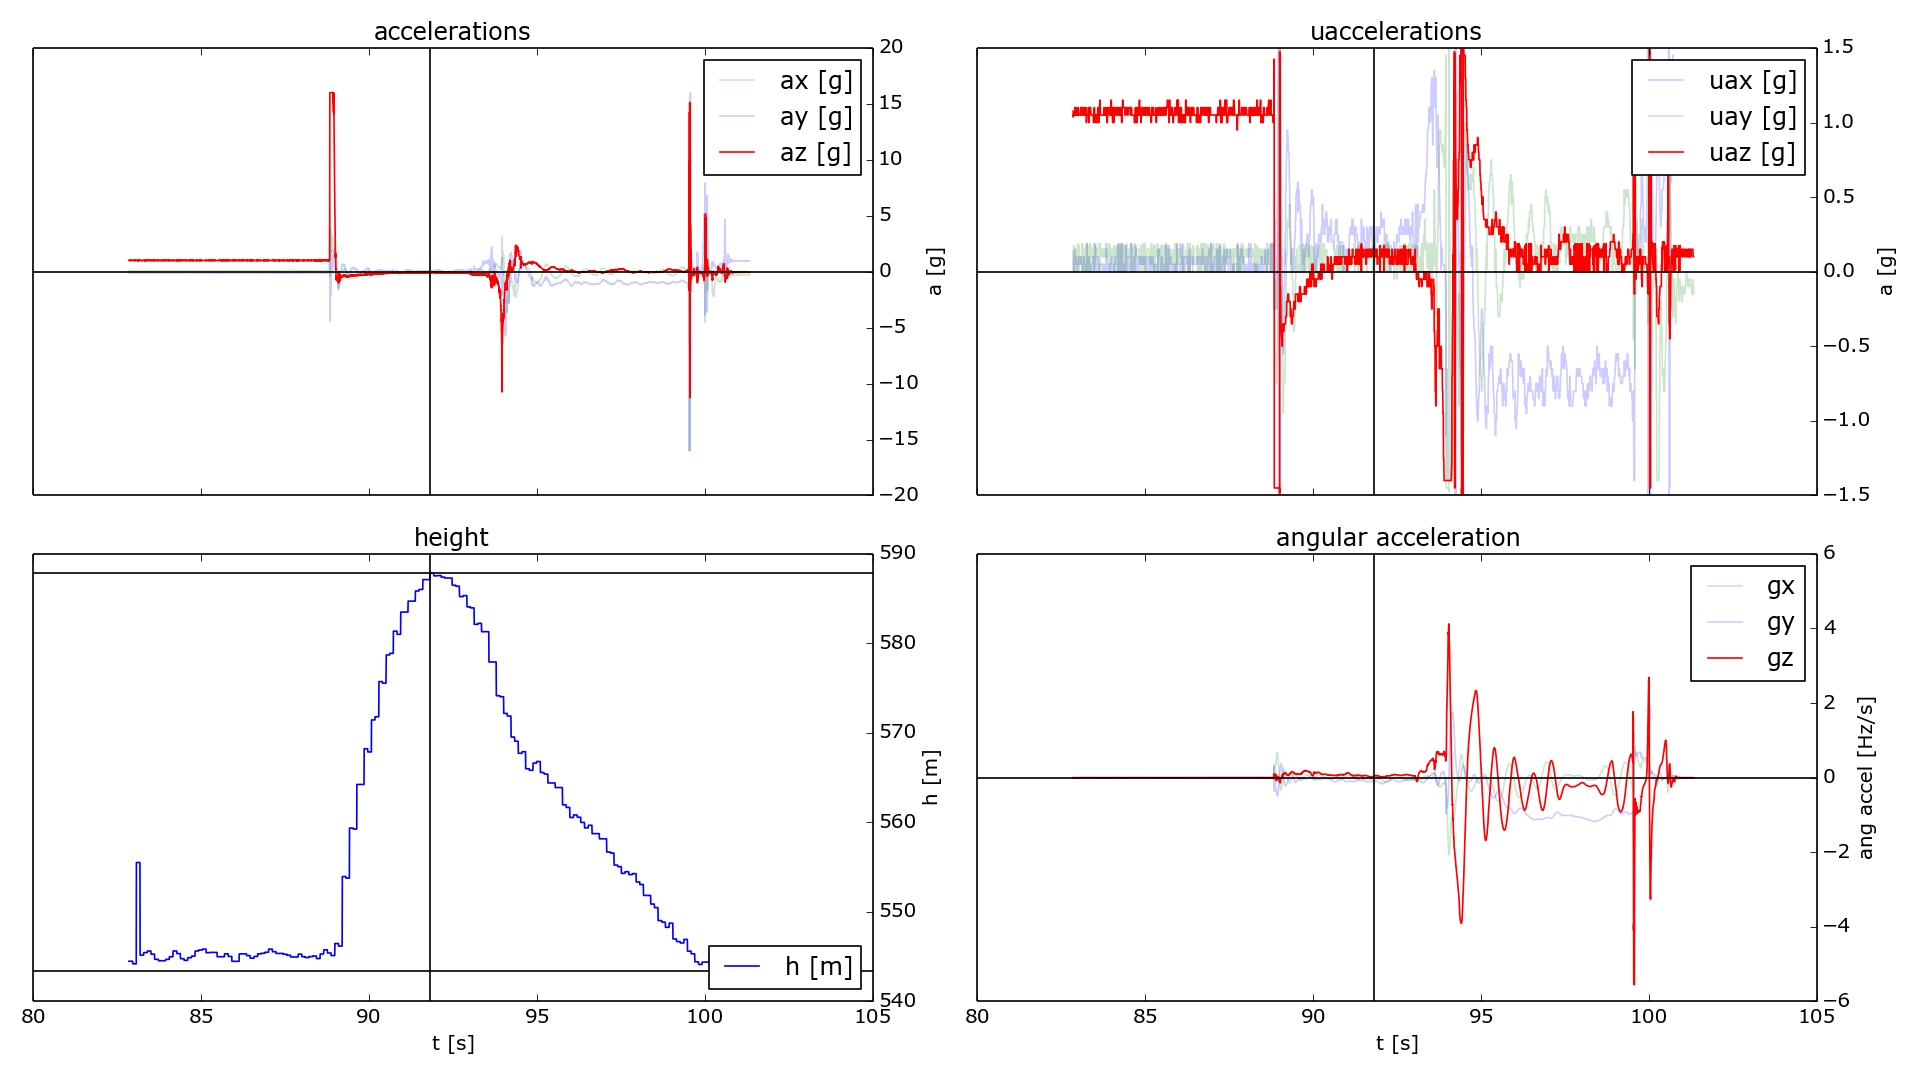 accelerations
ax [g]
ay [g]
az [g]
20
15
10
5
0
−5
−10
−15
−20
a [g]
uaccelerations
uax [g]
uay [g]
uaz [g]
1.5
1.0
0.5
0.0
−0.5
−1.0
−1.5
a [g]
height
h [m]
590
580
570
560
550
540
h [m]
80 85 90 95 100 105
t [s]
angular acceleration
gx
gy
gz
6
4
2
0
−2
−4
−6
ang accel [Hz/s]
80 85 90 95 100 105
t [s]